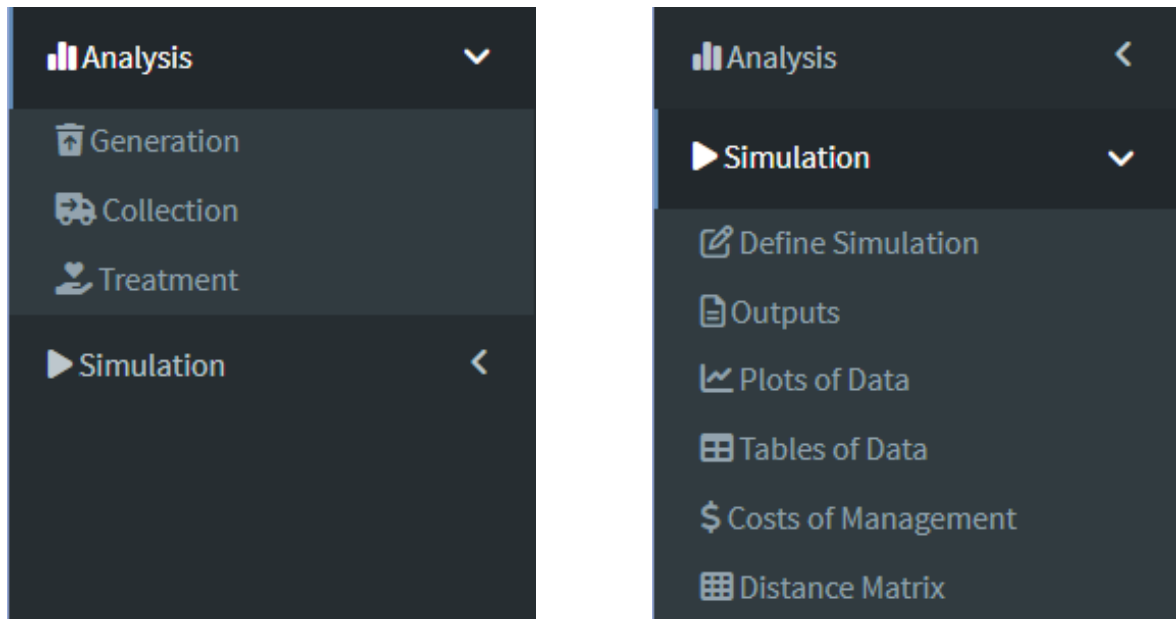 Analysis
Generation
Collection
Treatment
Simulation
Analysis
Simulation
Define Simulation
Outputs
Plots of Data
Tables of Data
Costs of Management
Distance Matrix